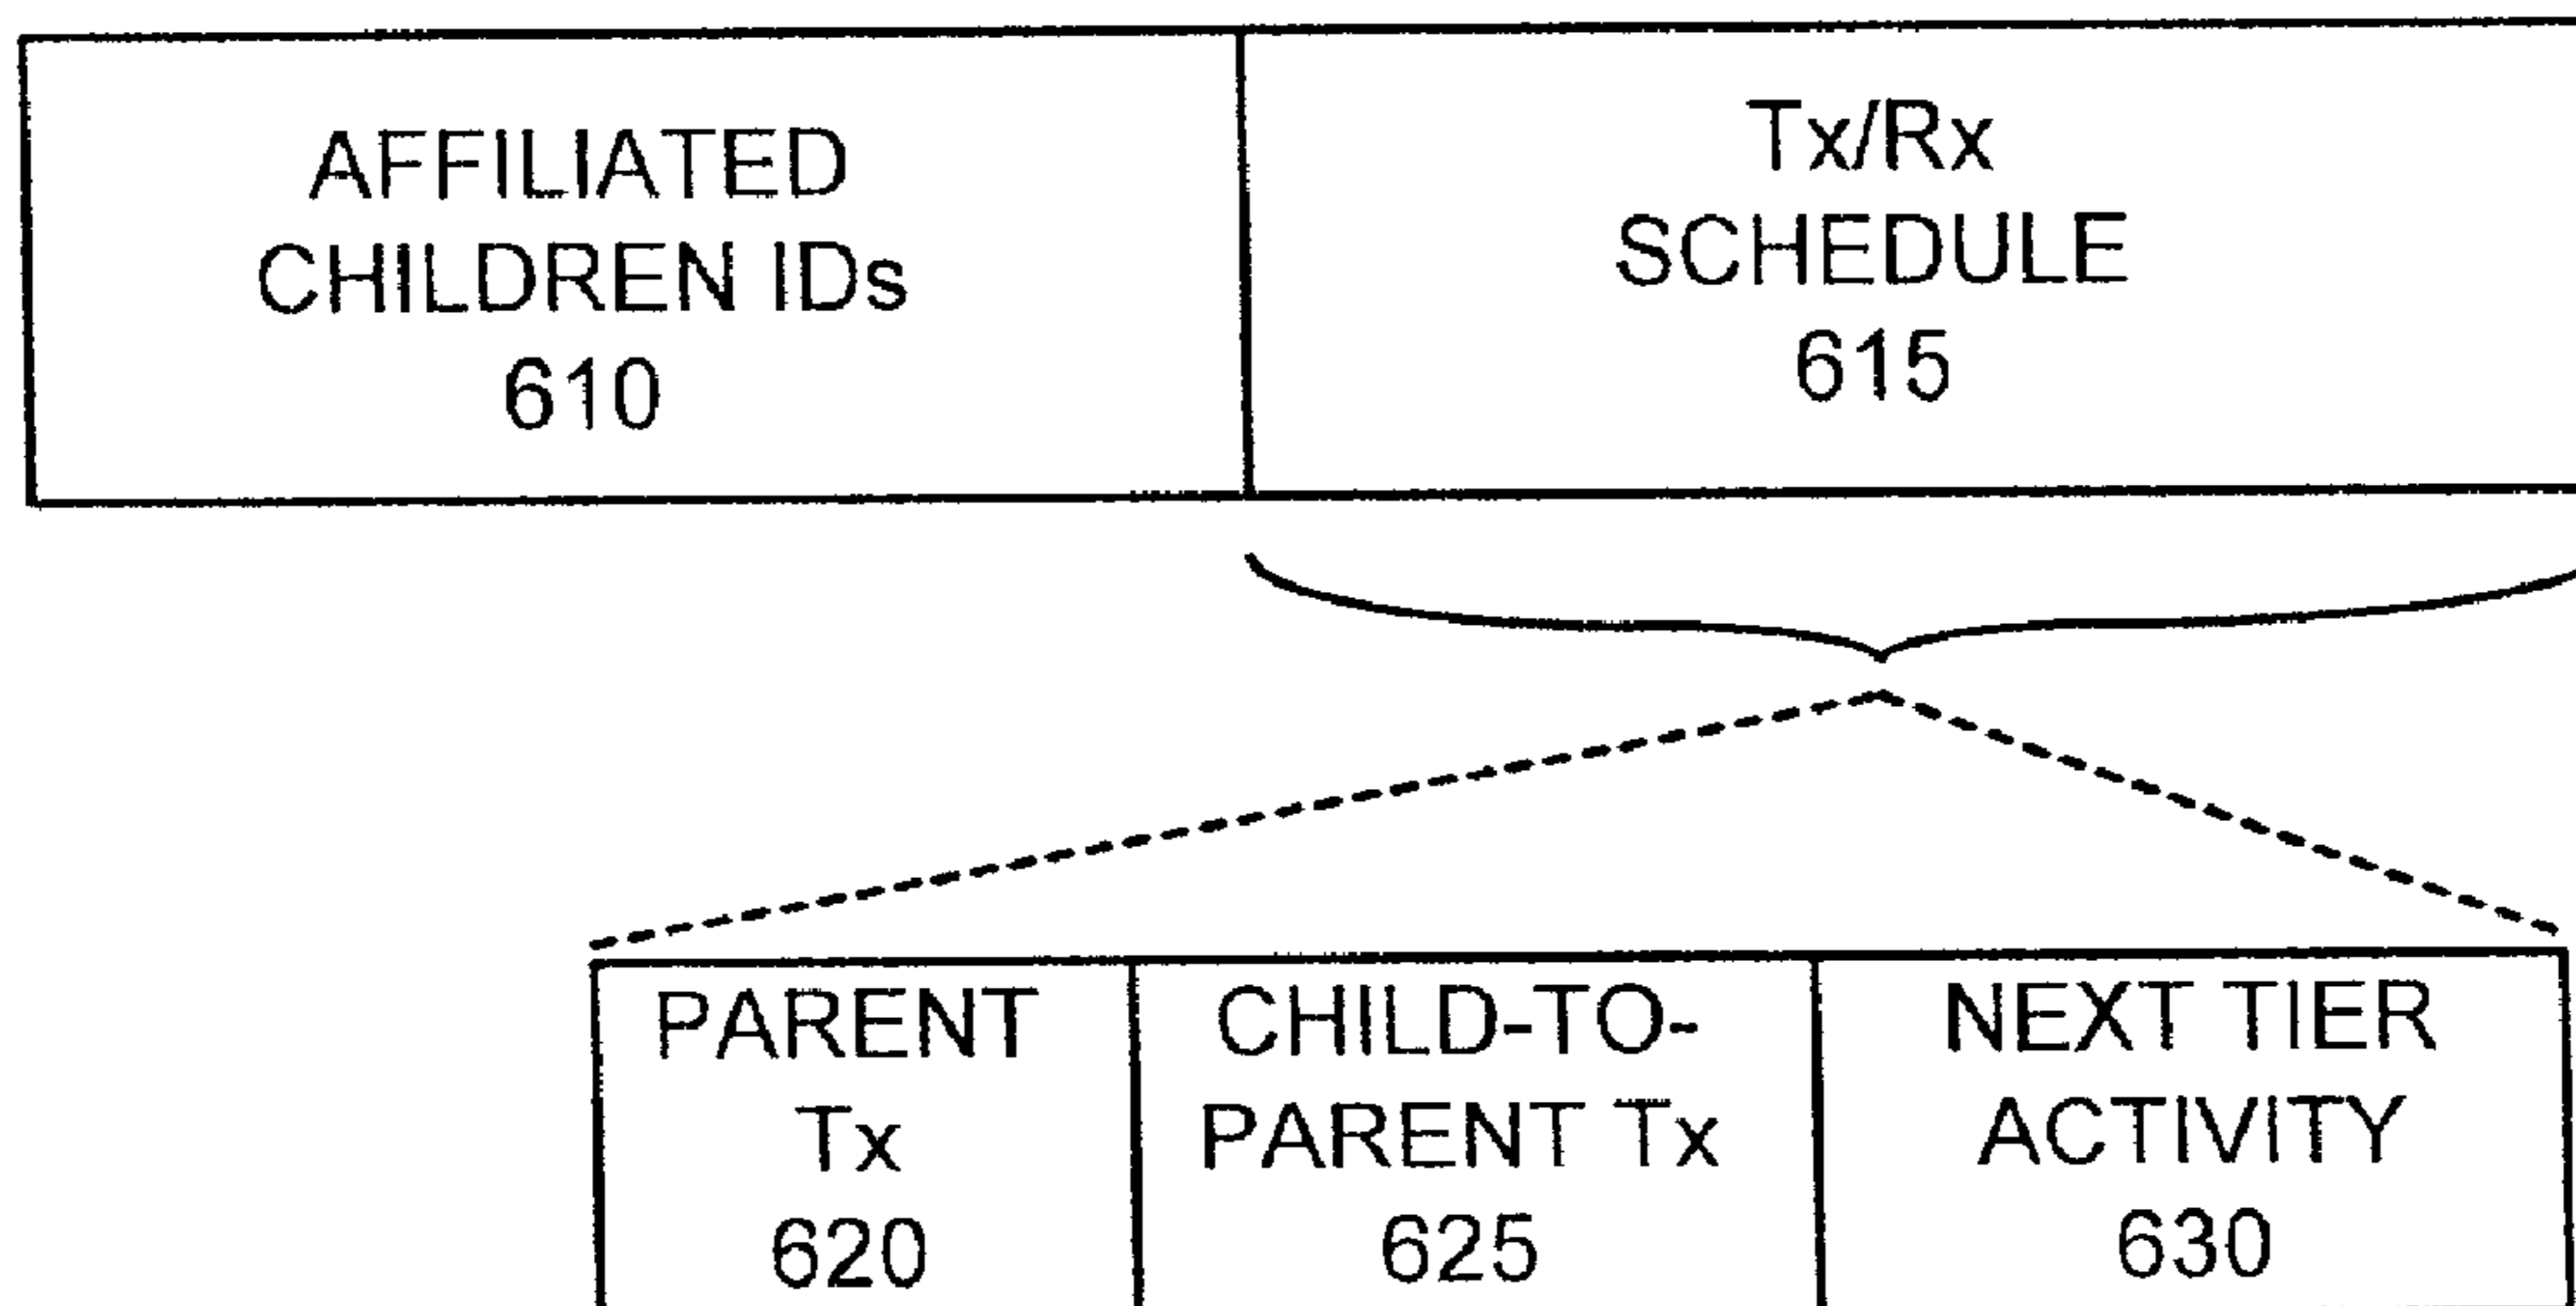 AFFILIATED
CHILDREN IDs
610
Tx/Rx
SCHEDULE
615
PARENT
Tx
620
CHILD-TO-
PARENT Tx
625
NEXT TIER
ACTIVITY
630